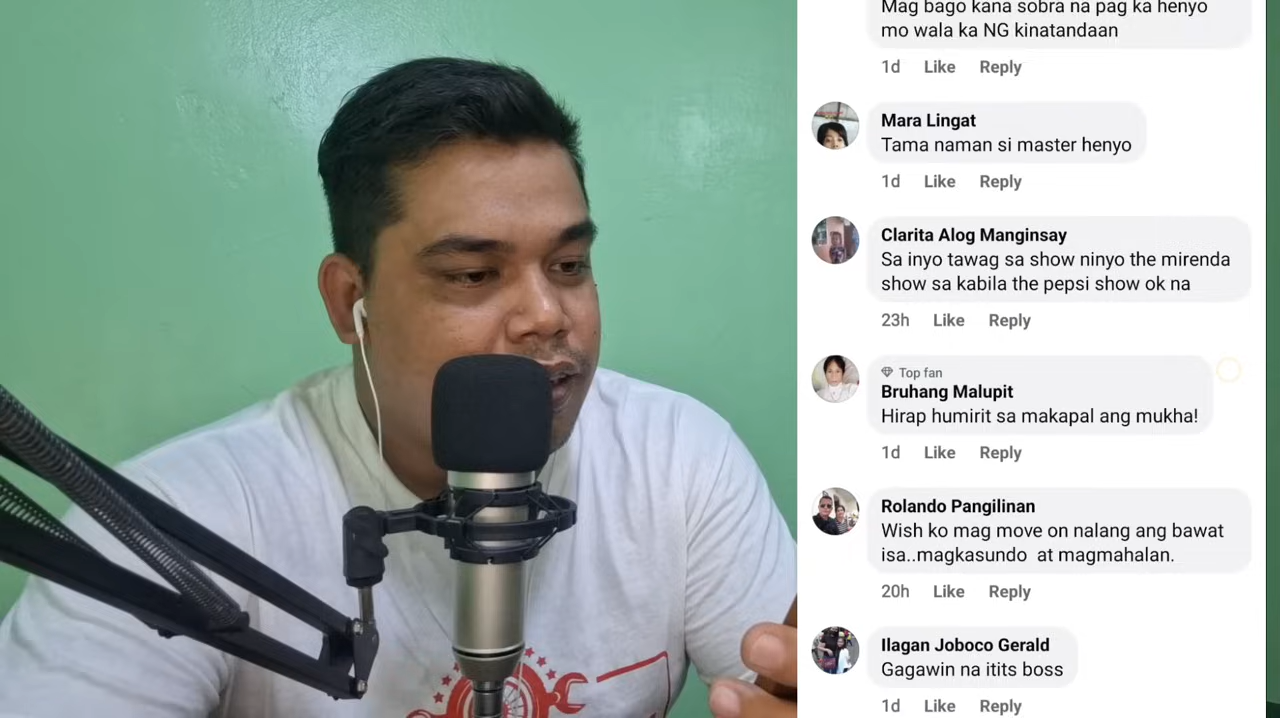 Mag bago kana sobra na pag ka henyo
mo wala ka NG kinatandaan
1d Like Reply
Mara Lingat
Tama naman si master henyo
1d Like Reply
Clarita Alog Manginsay
Sa inyo tawag sa show ninyo the mirenda
show sa kabila the pepsi show ok na
23h Like Reply
Top fan
Bruhang Malupit
Hirap humirit sa makapal ang mukha!
1d Like Reply
Rolando Pangilinan
Wish ko mag move on nalang ang bawat
isa..magkasundo  at magmahalan.
20h Like Reply
Ilagan Joboco Gerald
Gagawin na itits boss
1d Like Reply